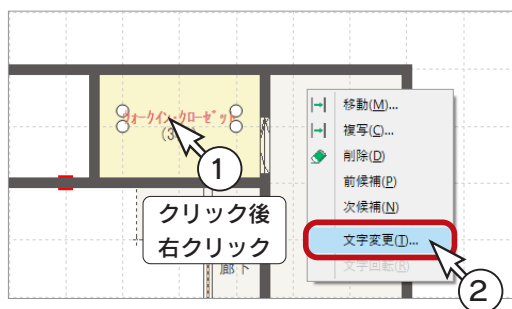 ウォークイン・クローゼット
(3
1
クリック後
右クリック
廊下
移動(M)...
複写(C)...
削除(D)
前候補(P)
次候補(N)
文字変更(T)...
文字回転(R)
2